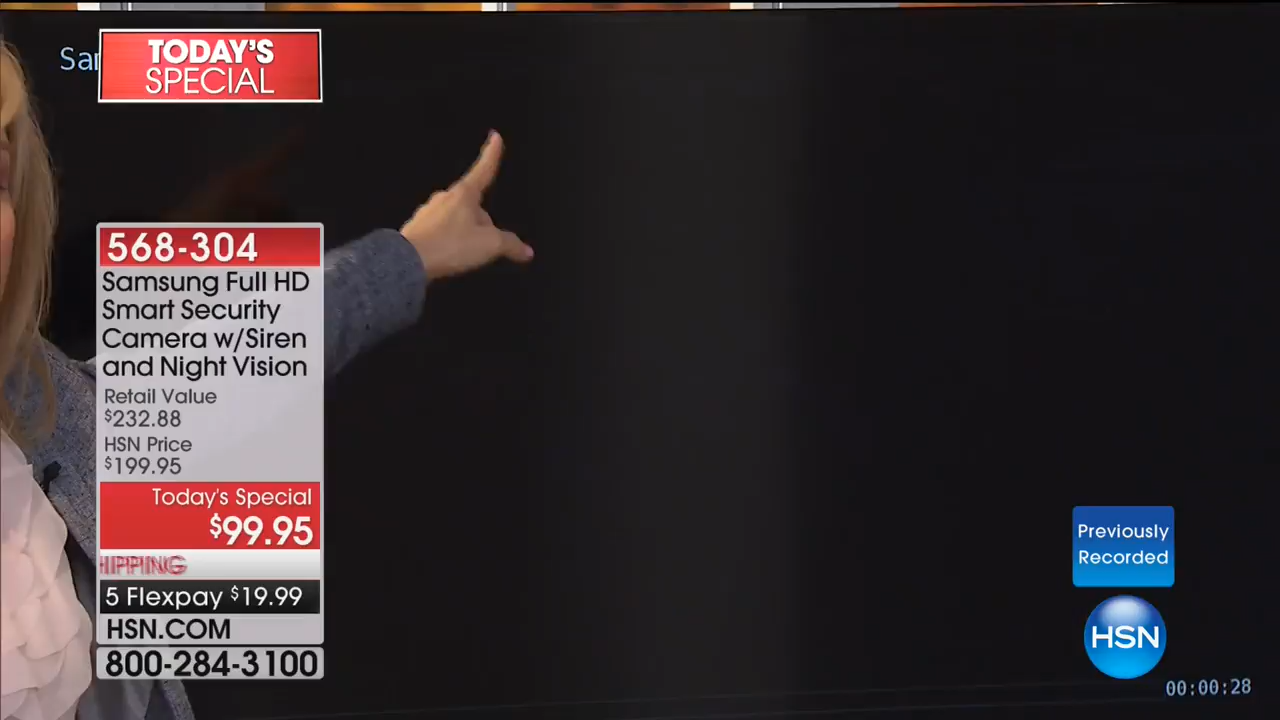 TODAY'S
SPECIAL
568-304
Samsung Full HD
Smart Security
Camera w/Siren
and Night Vision
Retail Value
$232.88
HSN Price
$199.95
Today's Special
$99.95
5 Flexpay $19.99
HSN.COM
800-284-3100
Previously
Recorded
HSN
00:00:28